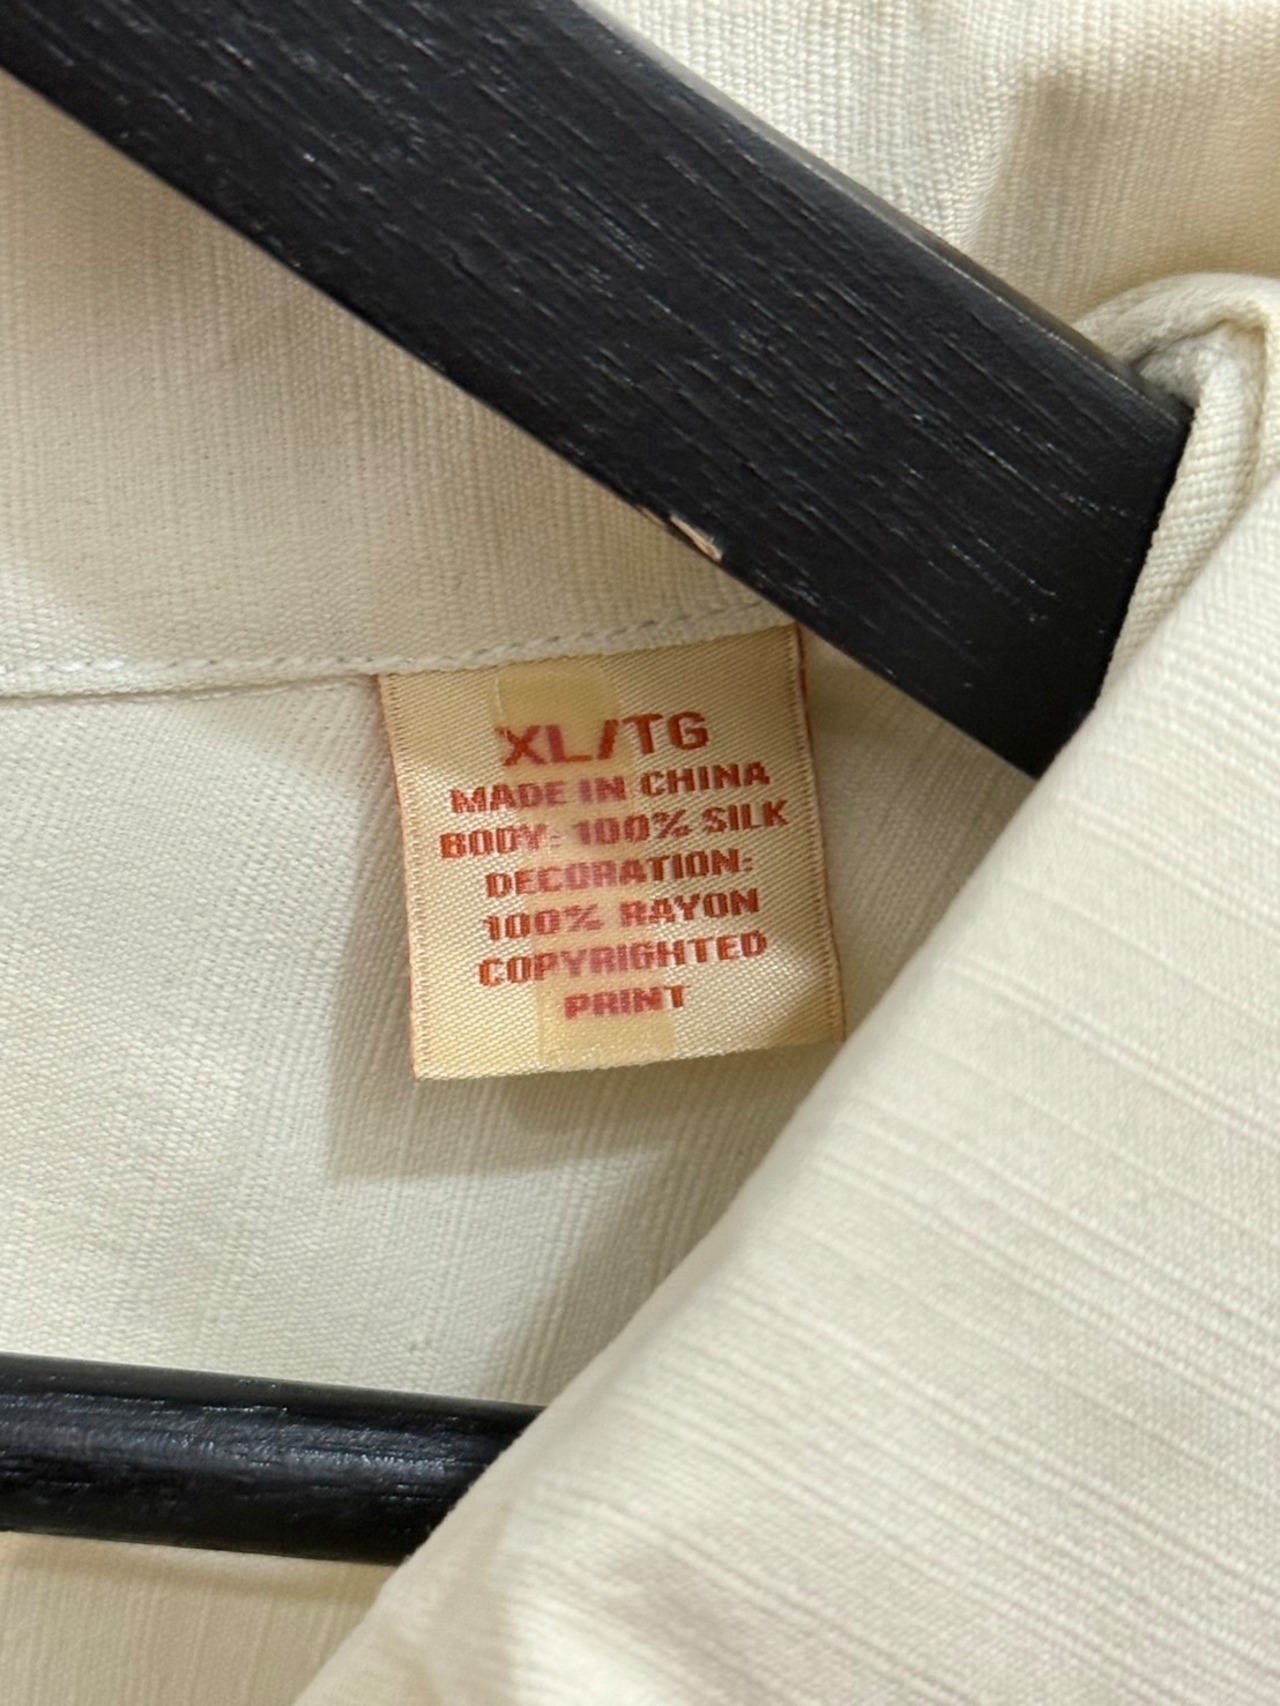 XL/TG
MADE IN CHINA
BODY: 100% SILK
DECORATION:
100% RAYON
COPYRIGHTED
PRINT